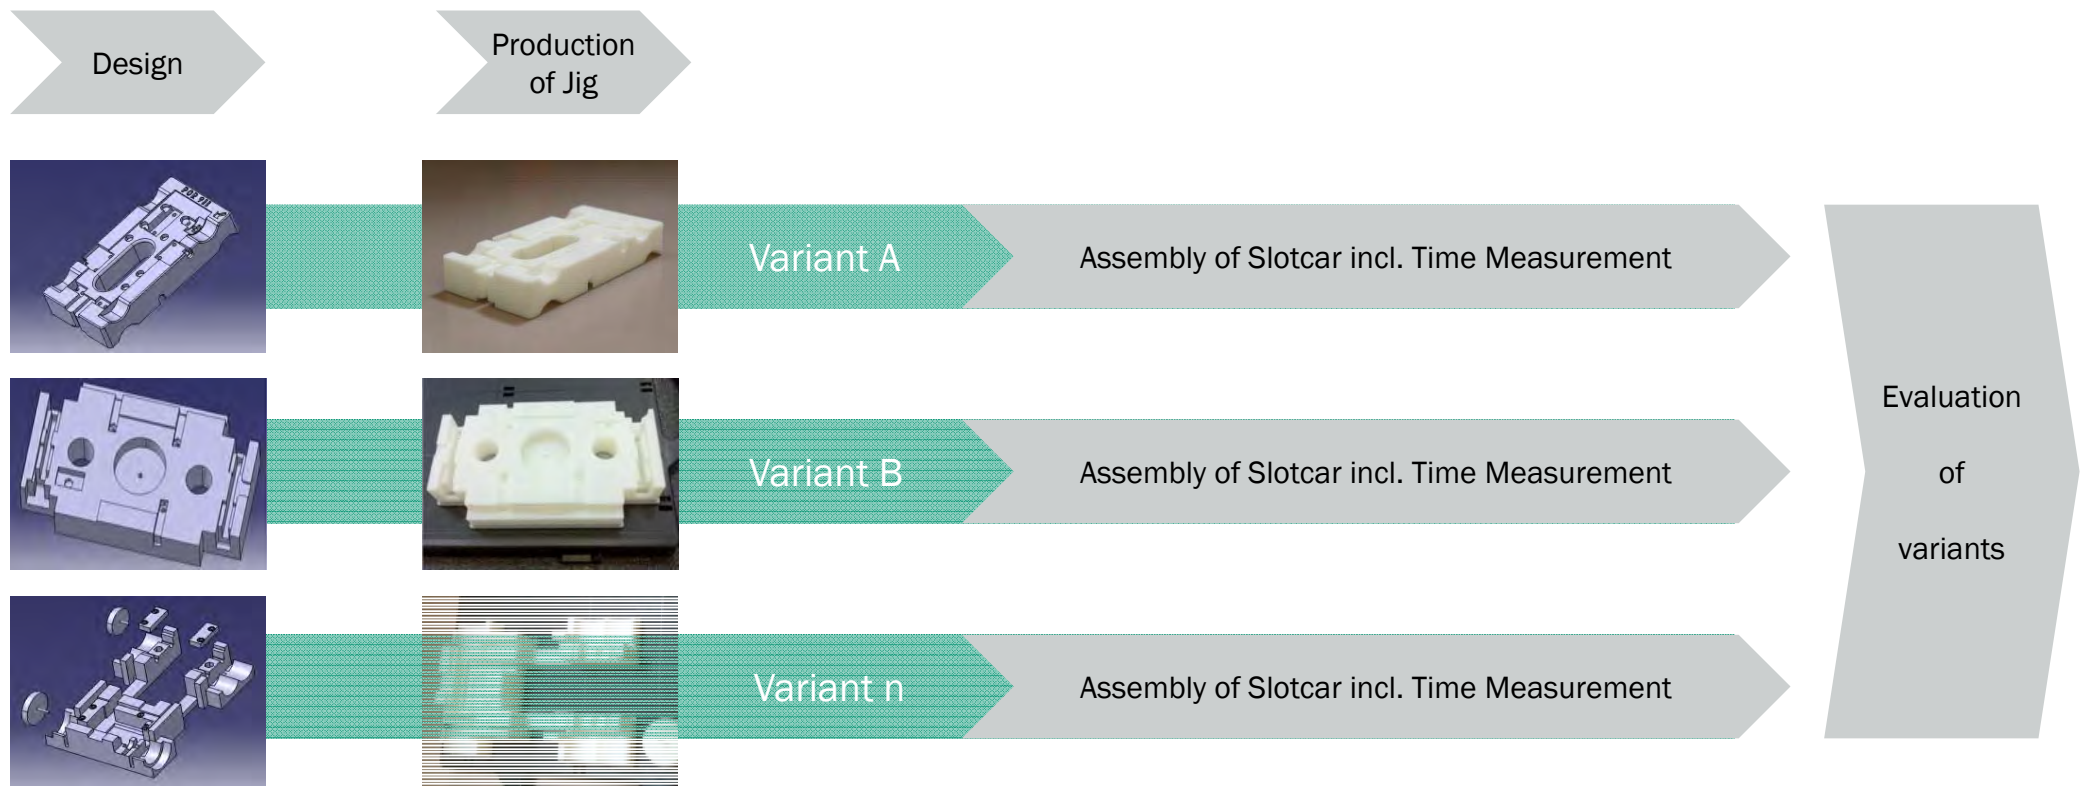 Design
Production
of Jig
Variant A
Assembly of Slotcar incl. Time Measurement
Variant B
Assembly of Slotcar incl. Time Measurement
Variant n
Assembly of Slotcar incl. Time Measurement
Evaluation
of
variants